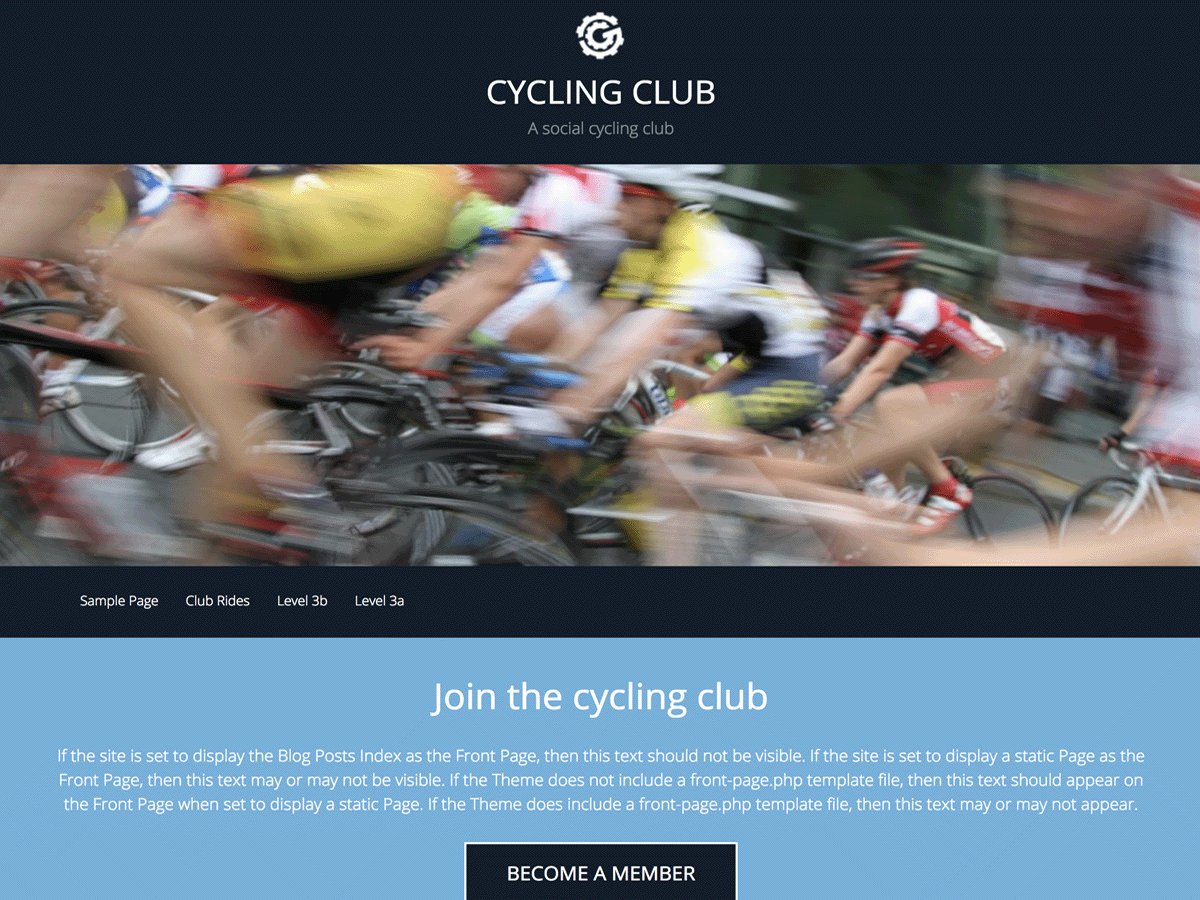 CYCLING CLUB
A social cycling club
Sample Page Club Rides Level 3b Level 3a
Join the cycling club
If the site is set to display the Blog Posts Index as the Front Page, then this text should not be visible. If the site is set to display a static Page as the
Front Page, then this text may or may not be visible. If the Theme does not include a front-page.php template file, then this text should appear on
the Front Page when set to display a static Page. If the Theme does include a front-page.php template file, then this text may or may not appear.
BECOME A MEMBER